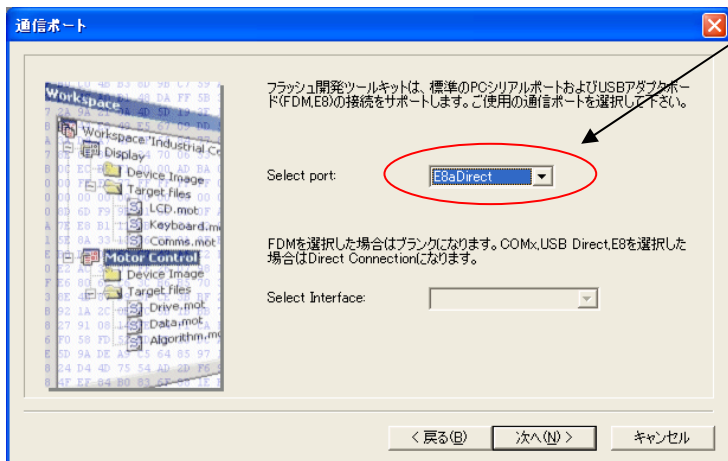 通信ポート
Workspace
Workspace 'Industrial Co
Display
Device Image
Target files
LCD.mot
Keyboard.m
Comms.mot
Motor Control
Device Image
Target files
Drive.mot
Data.mot
Algorithm.m
フラッシュ開発ツールキットは、標準のPCシリアルポートおよびUSBアダプタボー
ド(FDM,E8)の接続をサポートします。ご使用の通信ポートを選択して下さい。
Select port:
E8aDirect
FDMを選択した場合はブランクになります。COMx,USB Direct,E8を選択した
場合はDirect Connectionになります。
Select Interface:
< 戻る(B)
次へ(N) >
キャンセル